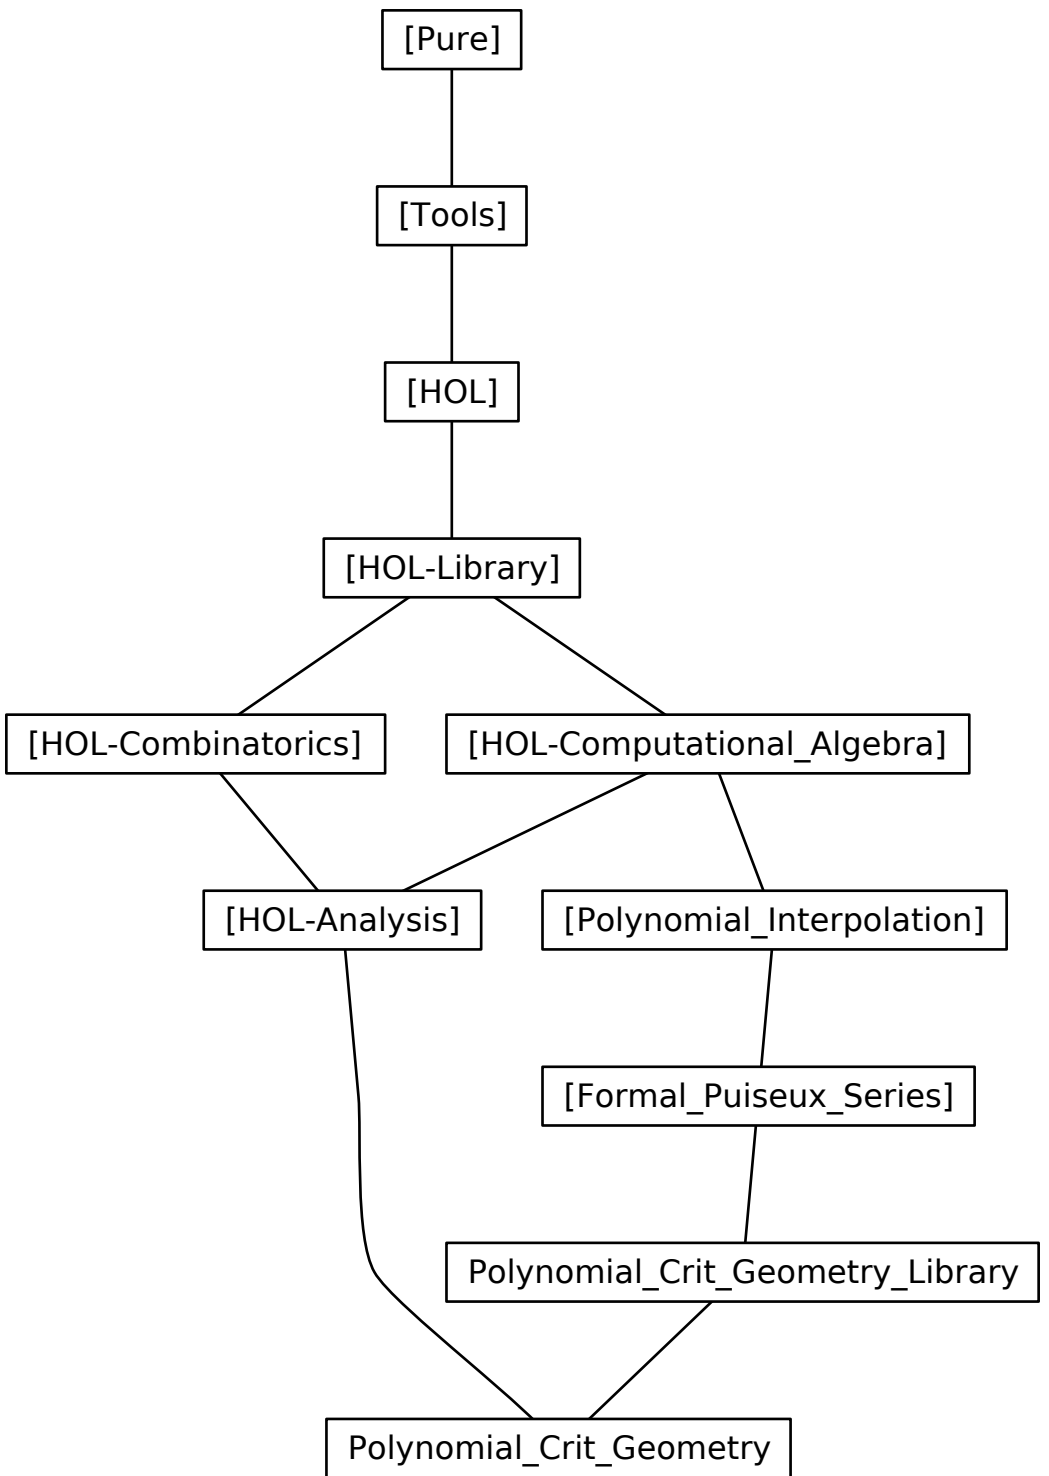 [Pure]
[Tools]
[HOL]
[HOL-Library]
[HOL-Combinatorics]
[HOL-Computational_Algebra]
[HOL-Analysis]
[Polynomial_Interpolation]
[Formal_Puiseux_Series]
Polynomial_Crit_Geometry_Library
Polynomial_Crit_Geometry